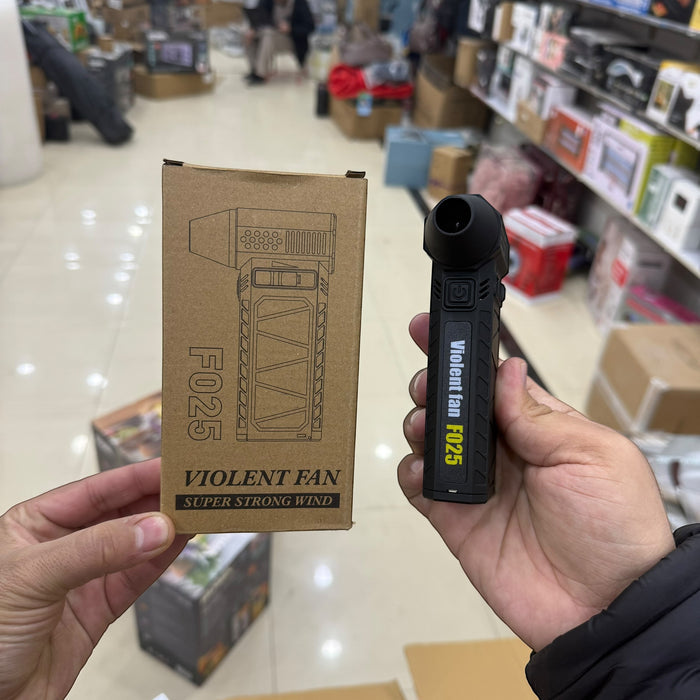 F025
VIOLENT FAN
SUPER STRONG WIND
Violent fan F025